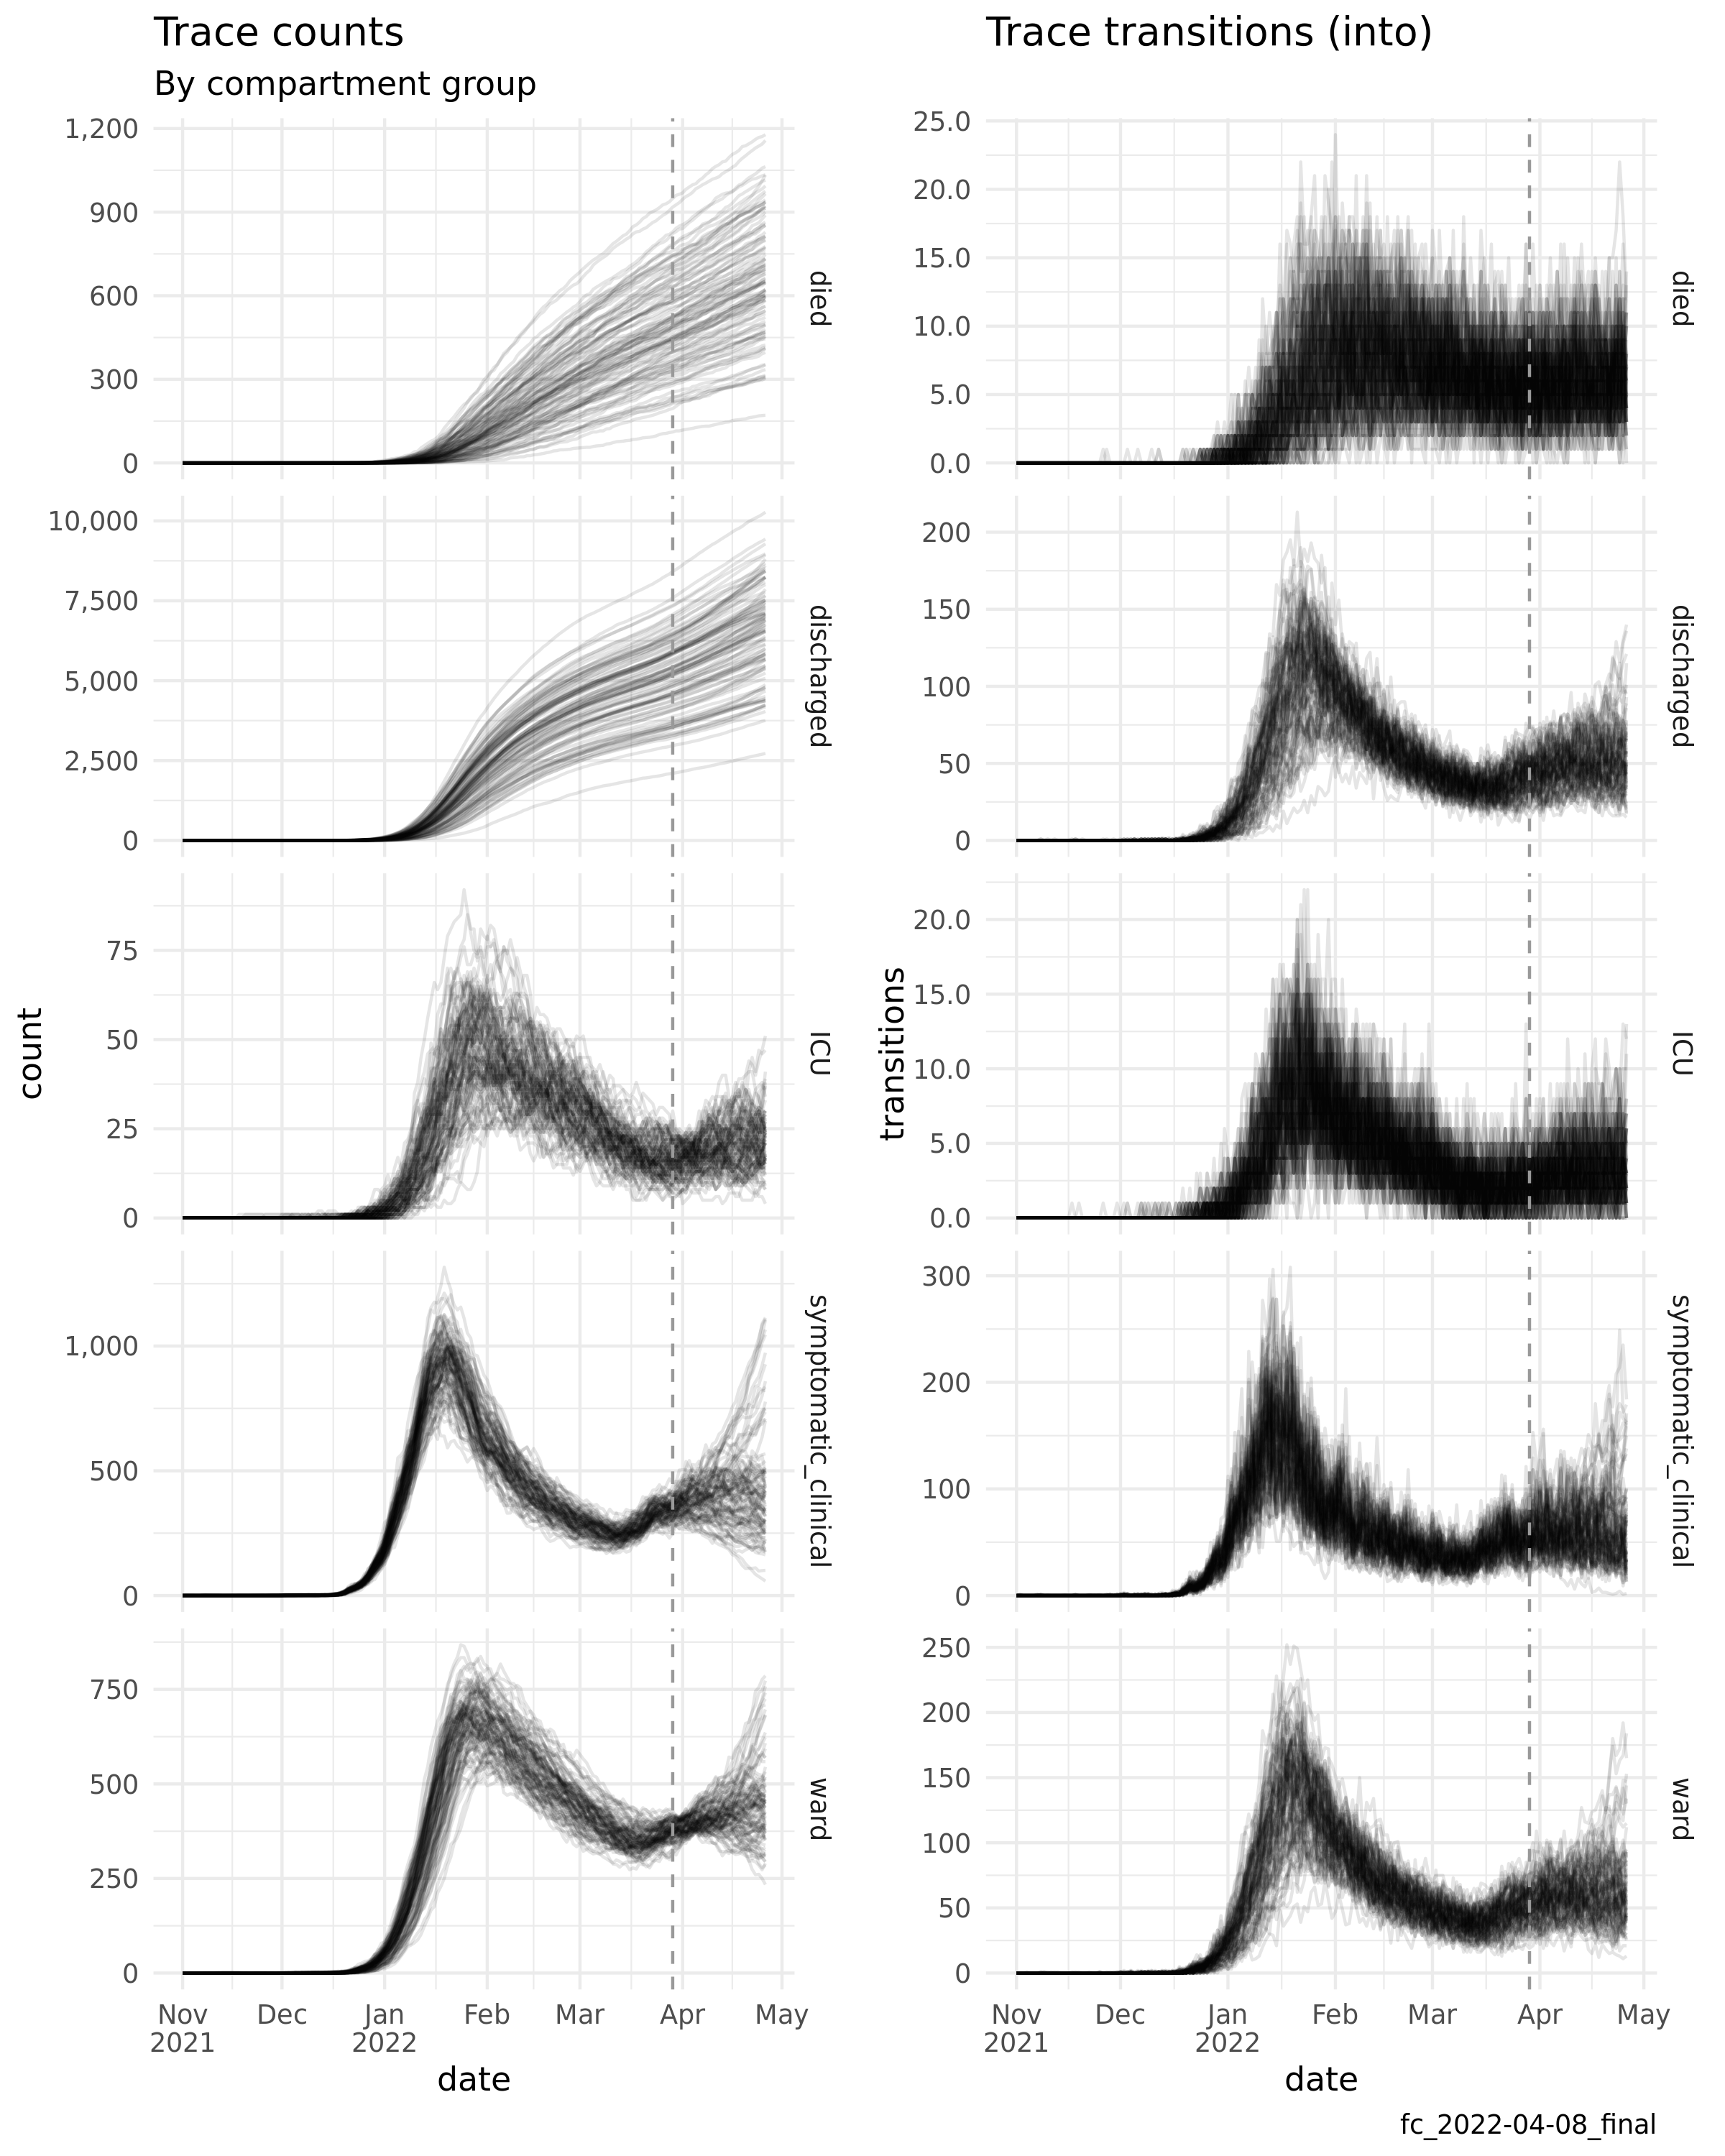 Trace counts
By compartment group
count
1,200
900
600
300
0
died
10,000
7,500
5,000
2,500
0
discharged
75
50
25
0
ICU
1,000
500
0
symptomatic_clinical
750
500
250
0
ward
Nov Dec Jan Feb Mar Apr May
2021 2022
date
Trace transitions (into)
transitions
25.0
20.0
15.0
10.0
5.0
0.0
died
200
150
100
50
0
discharged
20.0
15.0
10.0
5.0
0.0
ICU
300
200
100
0
symptomatic_clinical
250
200
150
100
50
0
ward
Nov Dec Jan Feb Mar Apr May
2021 2022
date
fc_2022-04-08_final